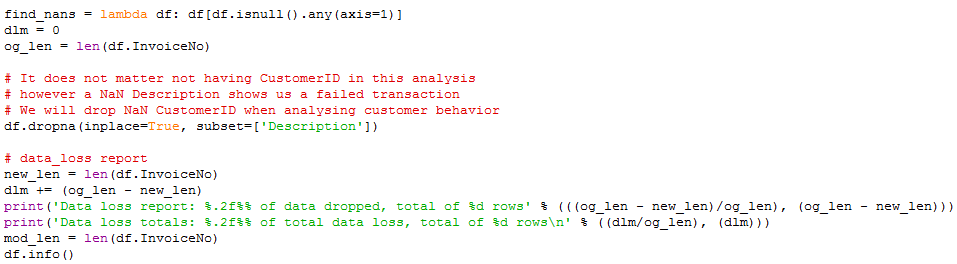 find_nans = lambda df: df[df.isnull().any(axis=1)]
dlm = 0
og_len = len(df.InvoiceNo)
# It does not matter not having CustomerID in this analysis
# however a NaN Description shows us a failed transaction
# We will drop NaN CustomerID when analysing customer behavior
df.dropna(inplace=True, subset=['Description'])
# data_loss report
new_len = len(df.InvoiceNo)
dlm += (og_len - new_len)
print('Data loss report: %.2f%% of data dropped, total of %d rows' % (((og_len - new_len)/og_len), (og_len - new_len)))
print('Data loss totals: %.2f%% of total data loss, total of %d rows\n' % ((dlm/og_len), (dlm)))
mod_len = len(df.InvoiceNo)
df.info()